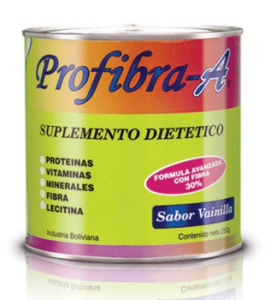 Profibra-A®
SUPLEMENTO DIETETICO
PROTEINAS
VITAMINAS
MINERALES
FIBRA
LECITINA
FORMULA AVANZADA
CON FIBRA
30%
Sabor Vainilla
Industria Boliviana
Contenido neto 250g